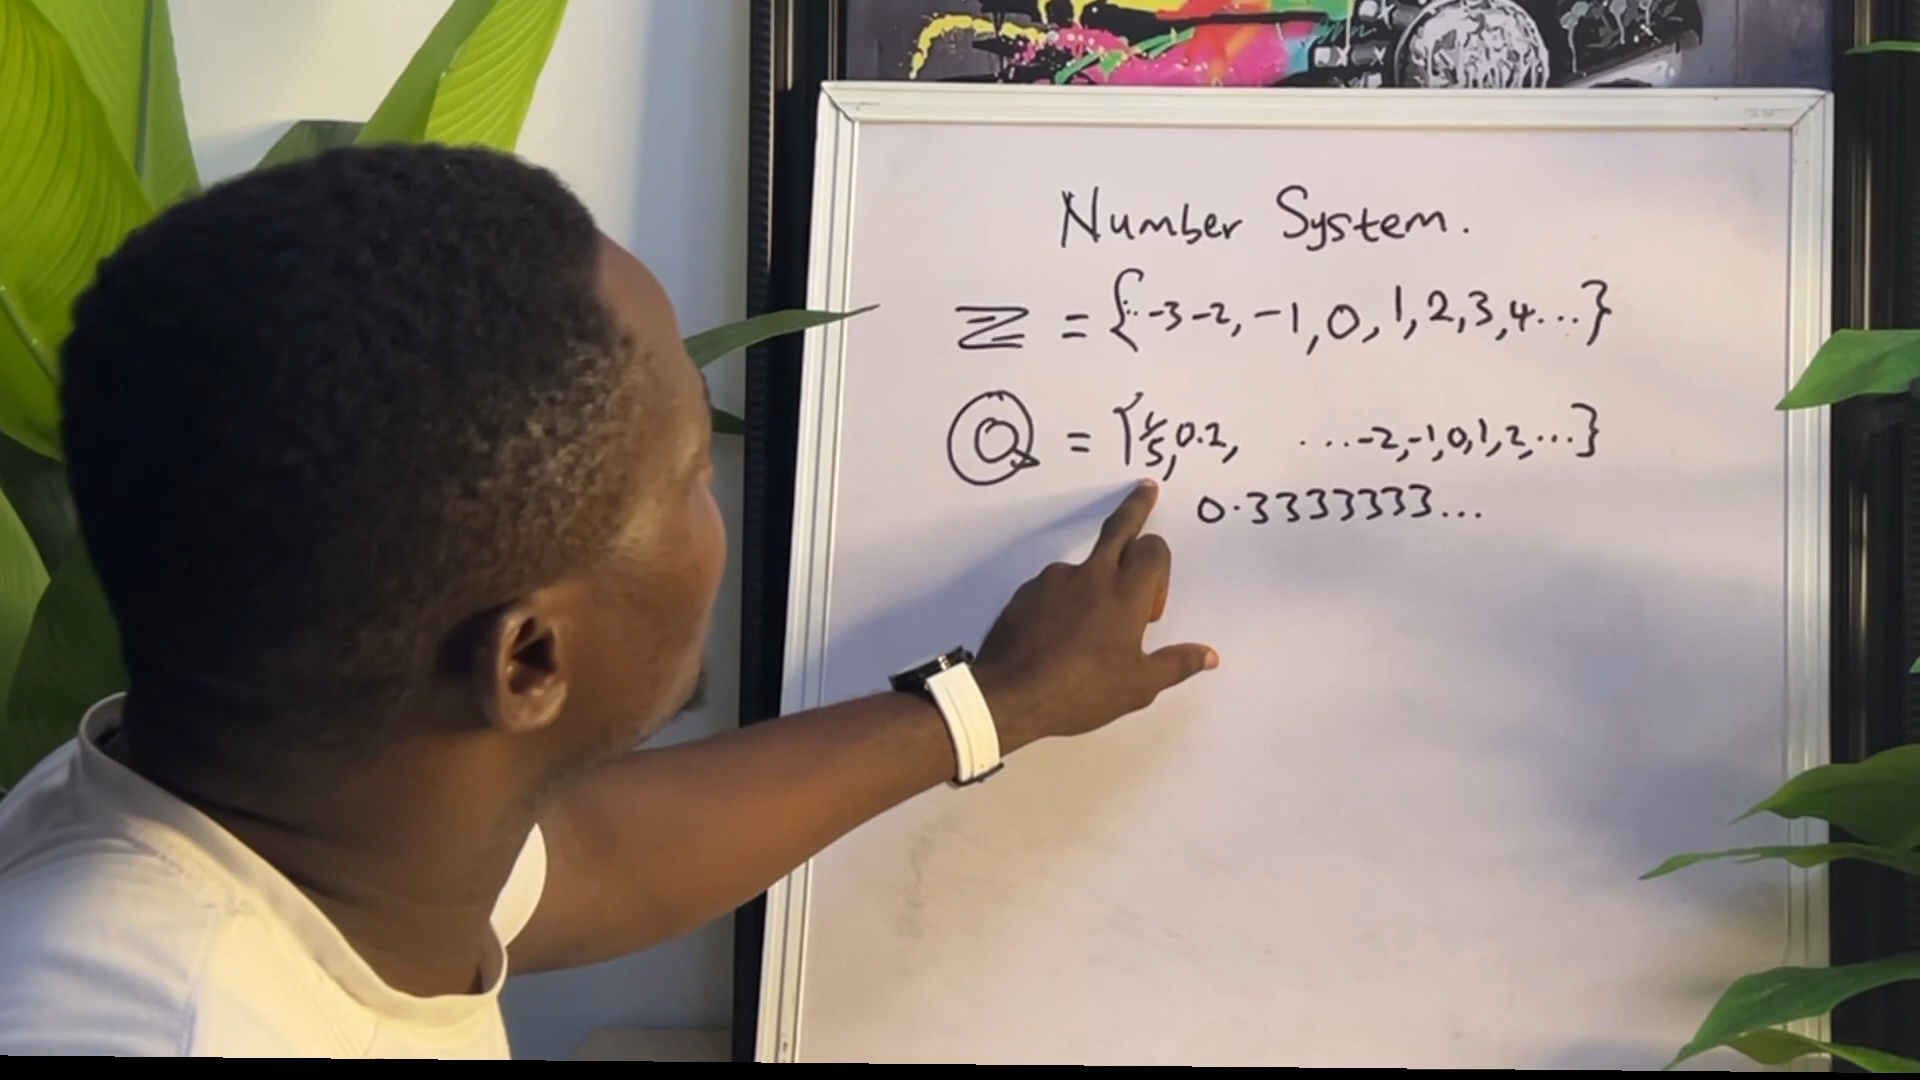 Number System.
ℤ = {...-3-2, -1, 0, 1, 2, 3, 4...}
ℚ = {1/5, 0.2, ...-2, -1, 0, 1, 2, ...}
0.3333333...